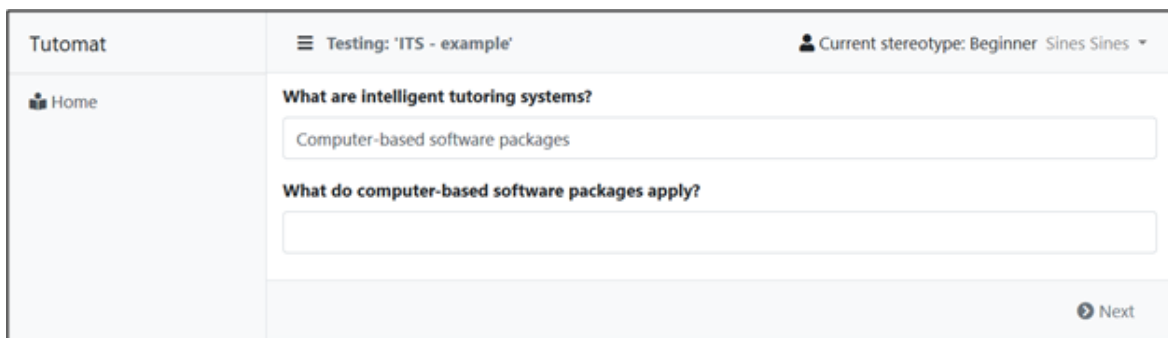 Tutomat
Testing: 'ITS - example'
Current stereotype: Beginner Sines Sines
Home
What are intelligent tutoring systems?
Computer-based software packages
What do computer-based software packages apply?
Next